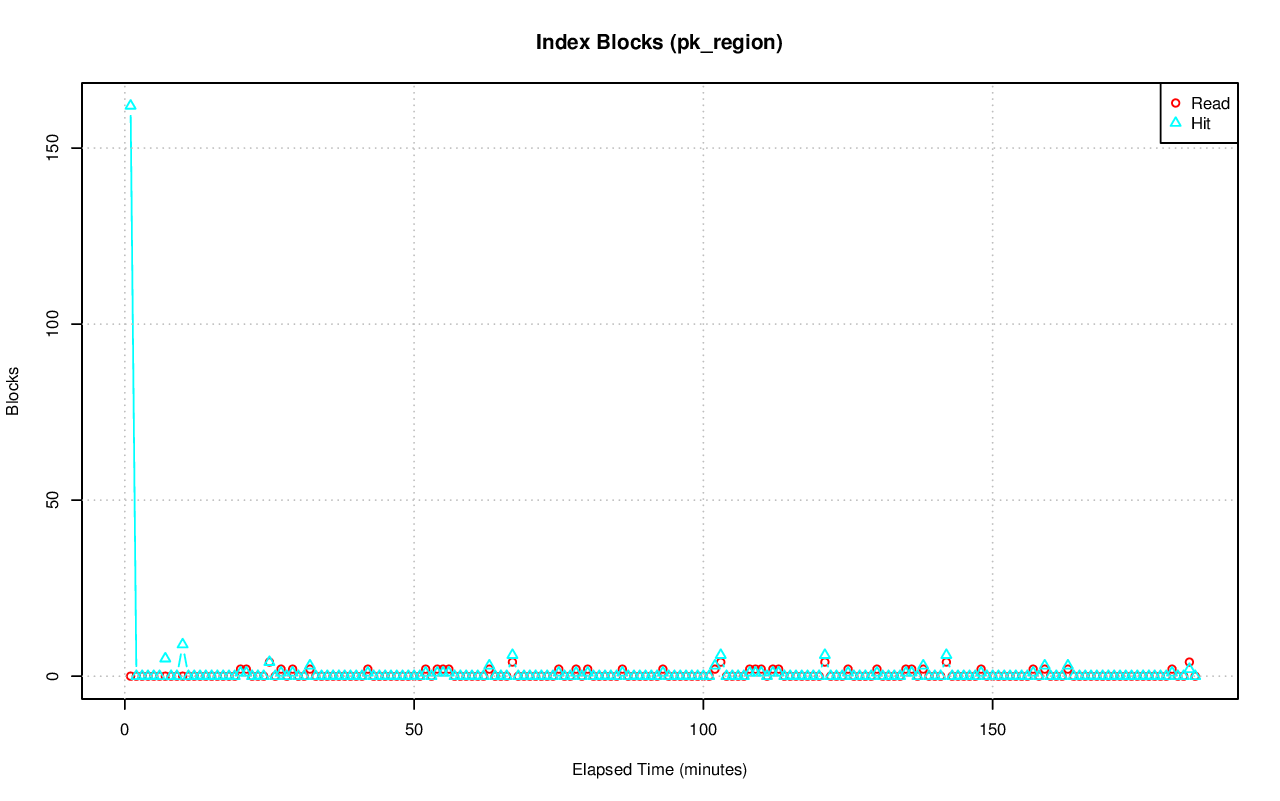 Index Blocks (pk_region)
Read
Hit
Blocks
150
100
50
0
0 50 100 150
Elapsed Time (minutes)